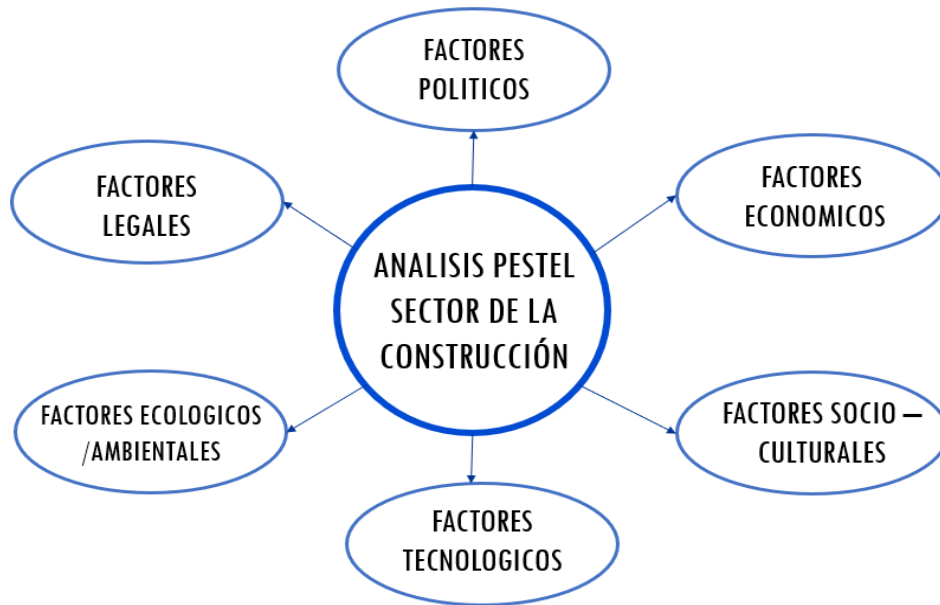 FACTORES
POLITICOS
FACTORES
LEGALES
FACTORES
ECONOMICOS
ANALISIS PESTEL
SECTOR DE LA
CONSTRUCCIÓN
FACTORES ECOLOGICOS
/AMBIENTALES
FACTORES SOCIO –
CULTURALES
FACTORES
TECNOLOGICOS